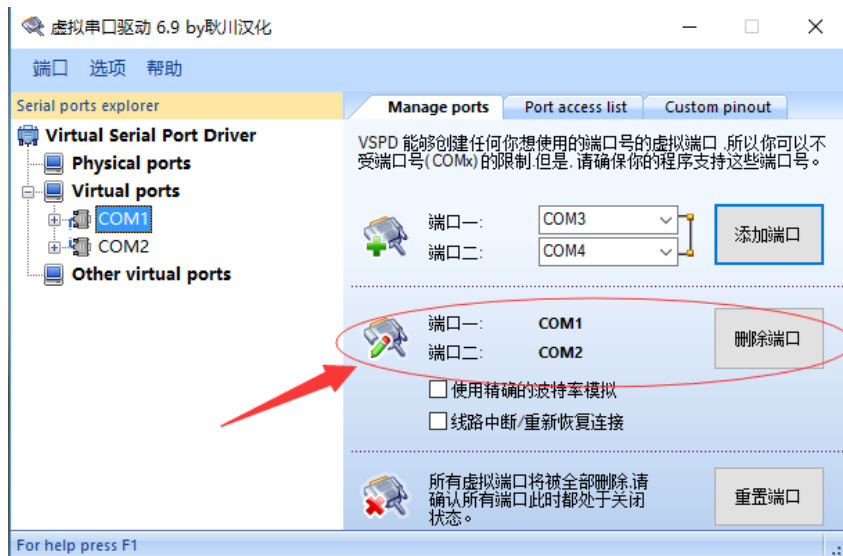 虚拟串口驱动 6.9 by耿川汉化
端口 选项 帮助
Serial ports explorer
Virtual Serial Port Driver
Physical ports
Virtual ports
COM1
COM2
Other virtual ports
Manage ports Port access list Custom pinout
VSPD 能够创建任何你想使用的端口号的虚拟端口 ,所以你可以不
受端口号(COMx)的限制.但是, 请确保你的程序支持这些端口号。
端口一: COM3
端口二: COM4
添加端口
端口一: COM1
端口二: COM2
删除端口
使用精确的波特率模拟
线路中断/重新恢复连接
所有虚拟端口将被全部删除,请
确认所有端口此时都处于关闭
状态。
重置端口
For help press F1